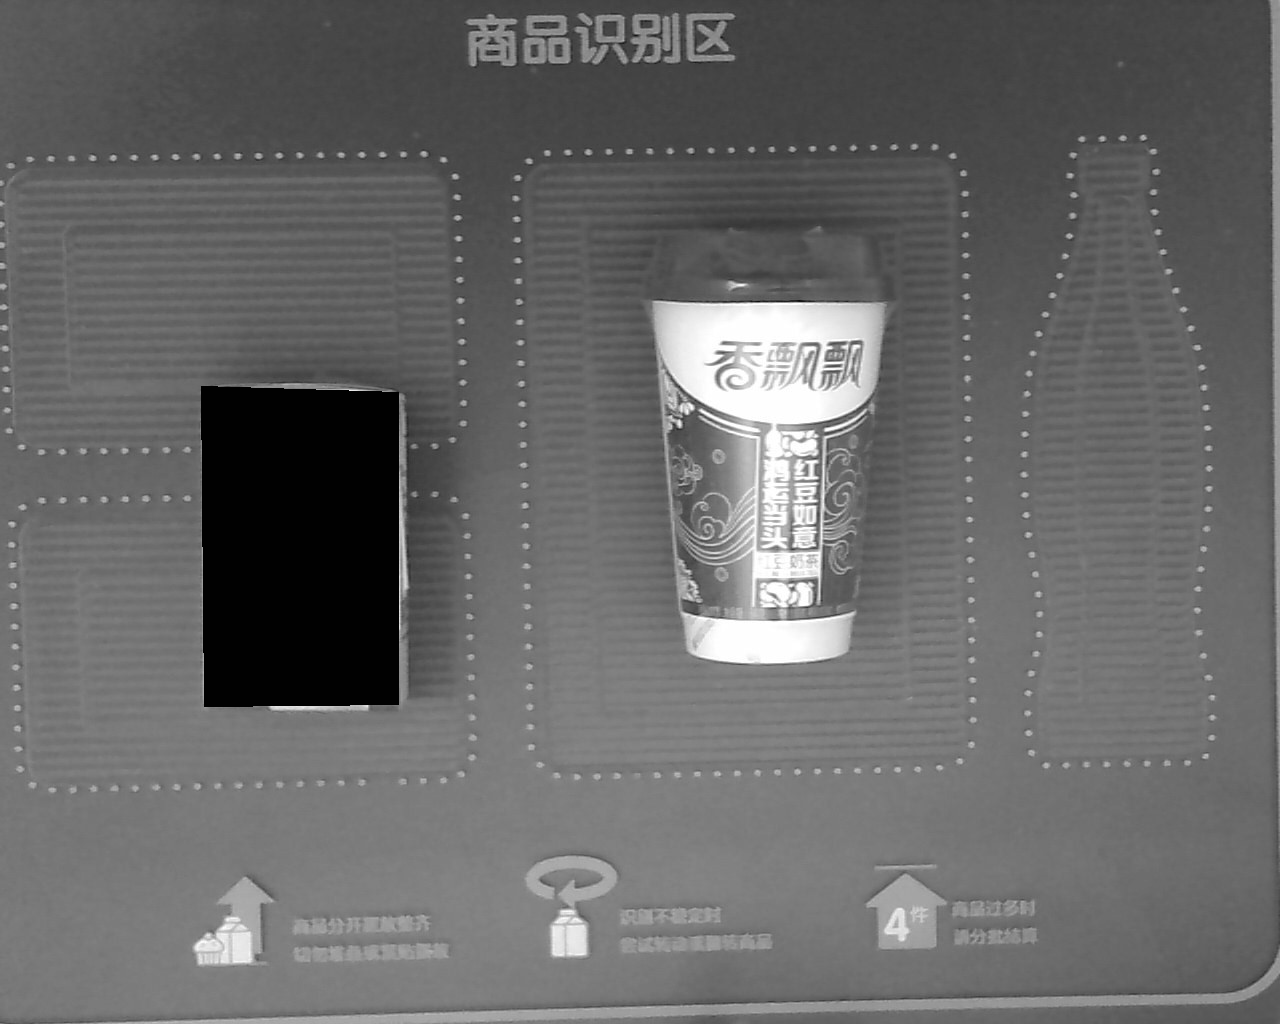 商品识别区
香飘飘
红豆如意
鸿运当头
红豆奶茶
商品分开摆放整齐
切勿堆叠或紧贴摆放
识别不稳定时
尝试转动或翻转商品
4件
商品过多时
请分批结算